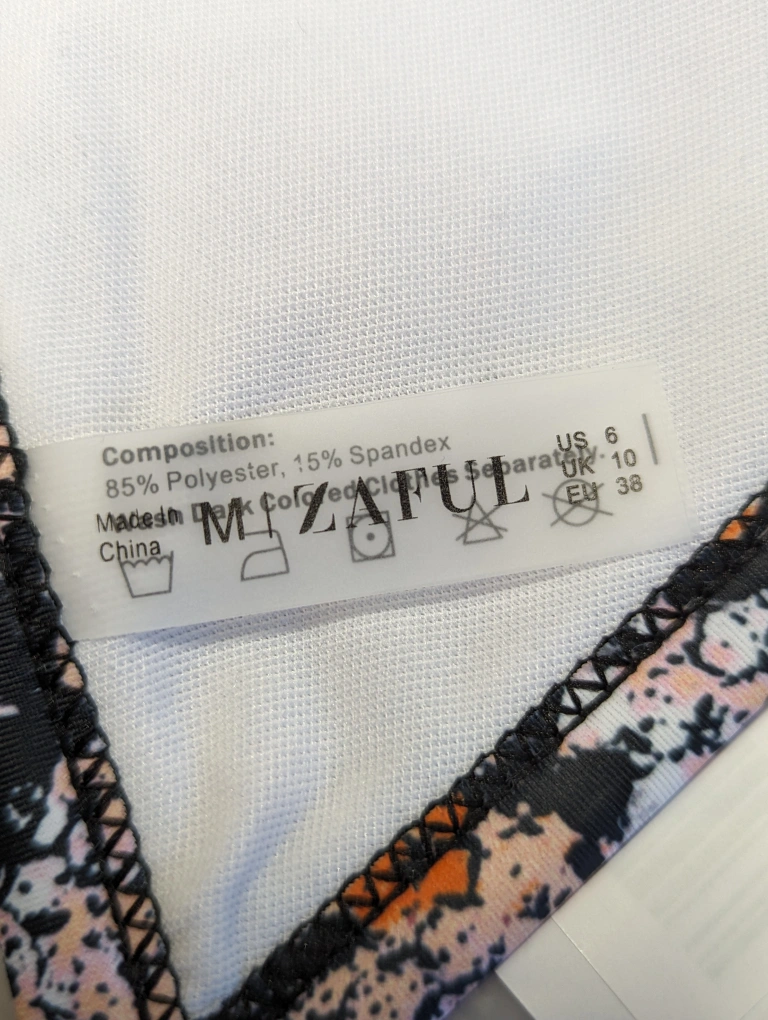 Composition:
85% Polyester, 15% Spandex
Wash Dark Colored Clothes Separately.
Made In
China
M | ZAFUL
US 6
UK 10
EU 38